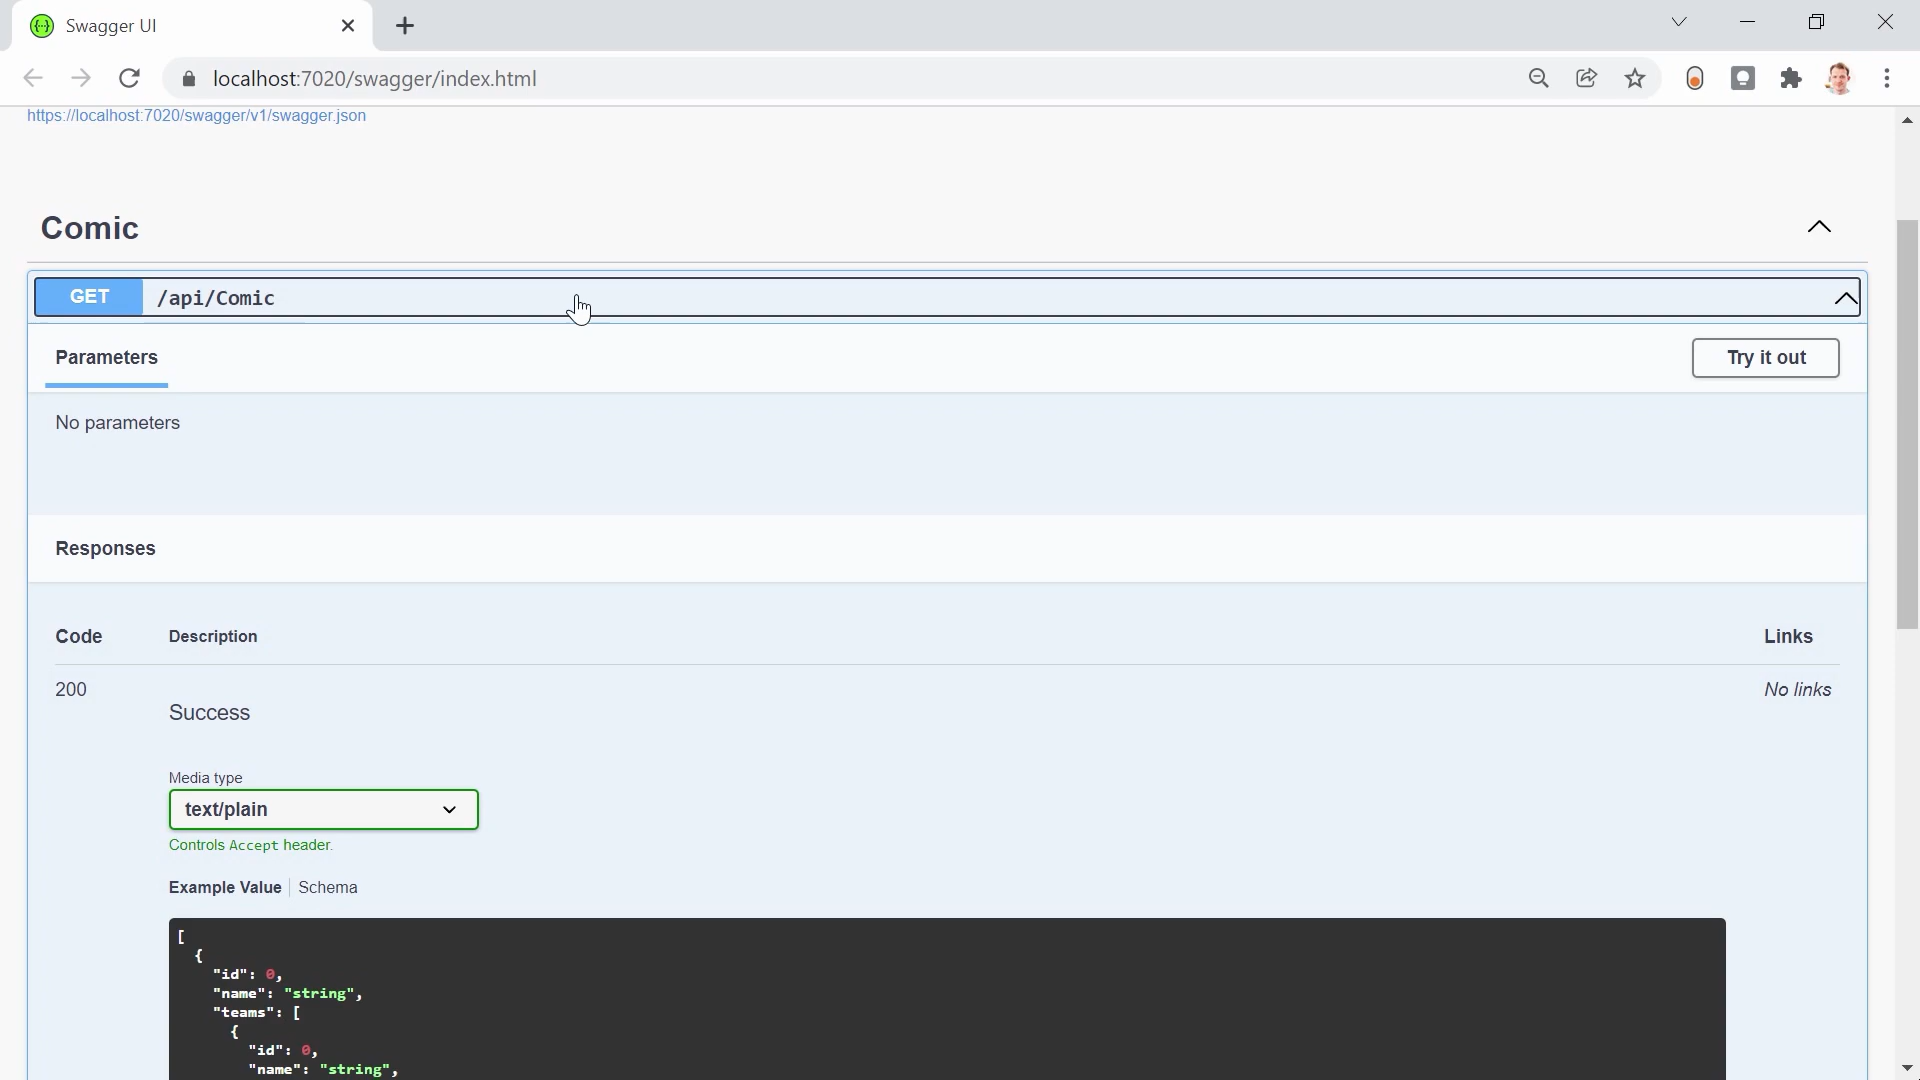 Swagger UI
localhost:7020/swagger/index.html
https://localhost:7020/swagger/v1/swagger.json
Comic
GET /api/Comic
Parameters Try it out
No parameters
Responses
Code Description Links
200 No links
Success
Media type
text/plain
Controls Accept header.
Example Value Schema
[
{
"id": 0,
"name": "string",
"teams": [
{
"id": 0,
"name": "string",